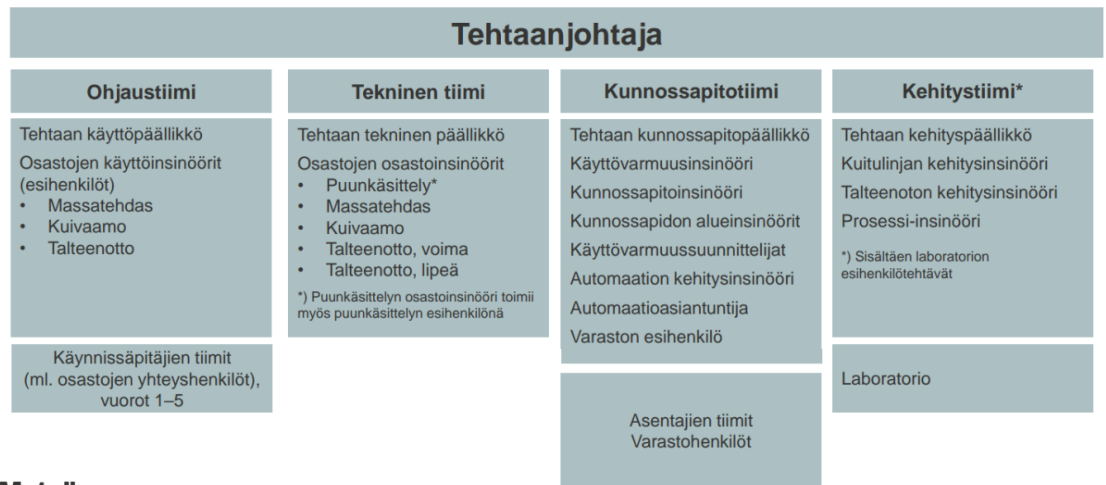 Tehtaanjohtaja
Ohjaustiimi
Tehtaan käyttöpäällikkö
Osastojen käyttöinsinöörit
(esihenkilöt)
• Massatehdas
• Kuivaamo
• Talteenotto
Käynnissäpitäjien tiimit
(ml. osastojen yhteyshenkilöt),
vuorot 1–5
Tekninen tiimi
Tehtaan tekninen päällikkö
Osastojen osastoinsinöörit
• Puunkäsittely*
• Massatehdas
• Kuivaamo
• Talteenotto, voima
• Talteenotto, lipeä
*) Puunkäsittelyn osastoinsinööri toimii
myös puunkäsittelyn esihenkilönä
Kunnossapitotiimi
Tehtaan kunnossapitopäällikkö
Käyttövarmuusinsinööri
Kunnossapitoinsinööri
Kunnossapidon alueinsinöörit
Käyttövarmuussuunnittelijat
Automaation kehitysinsinööri
Automaatioasiantuntija
Varaston esihenkilö
Asentajien tiimit
Varastohenkilöt
Kehitystiimi*
Tehtaan kehityspäällikkö
Kuitulinjan kehitysinsinööri
Talteenoton kehitysinsinööri
Prosessi-insinööri
*) Sisältäen laboratorion
esihenkilötehtävät
Laboratorio